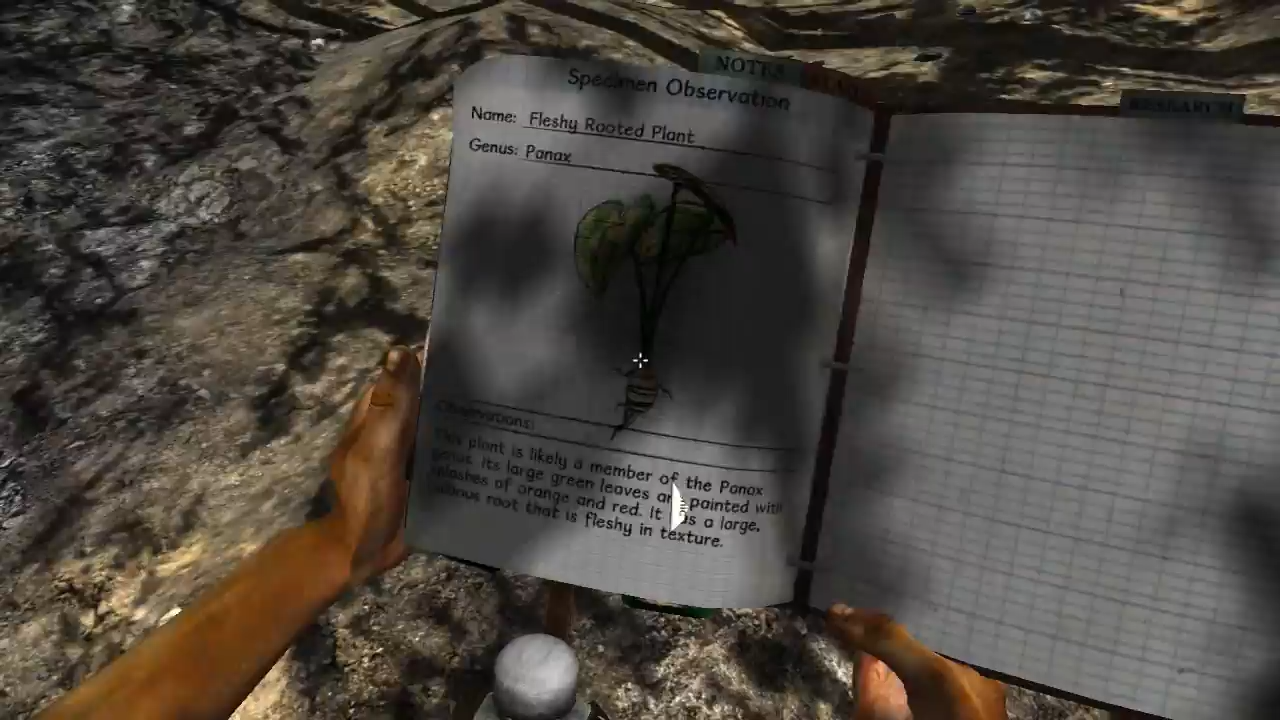 NOTES
RESEARCH
Specimen Observation
Name: Fleshy Rooted Plant
Genus: Panax
Observations:
This plant is likely a member of the Panax
genus. Its large green leaves are painted with
splashes of orange and red. It has a large,
root that is fleshy in texture.